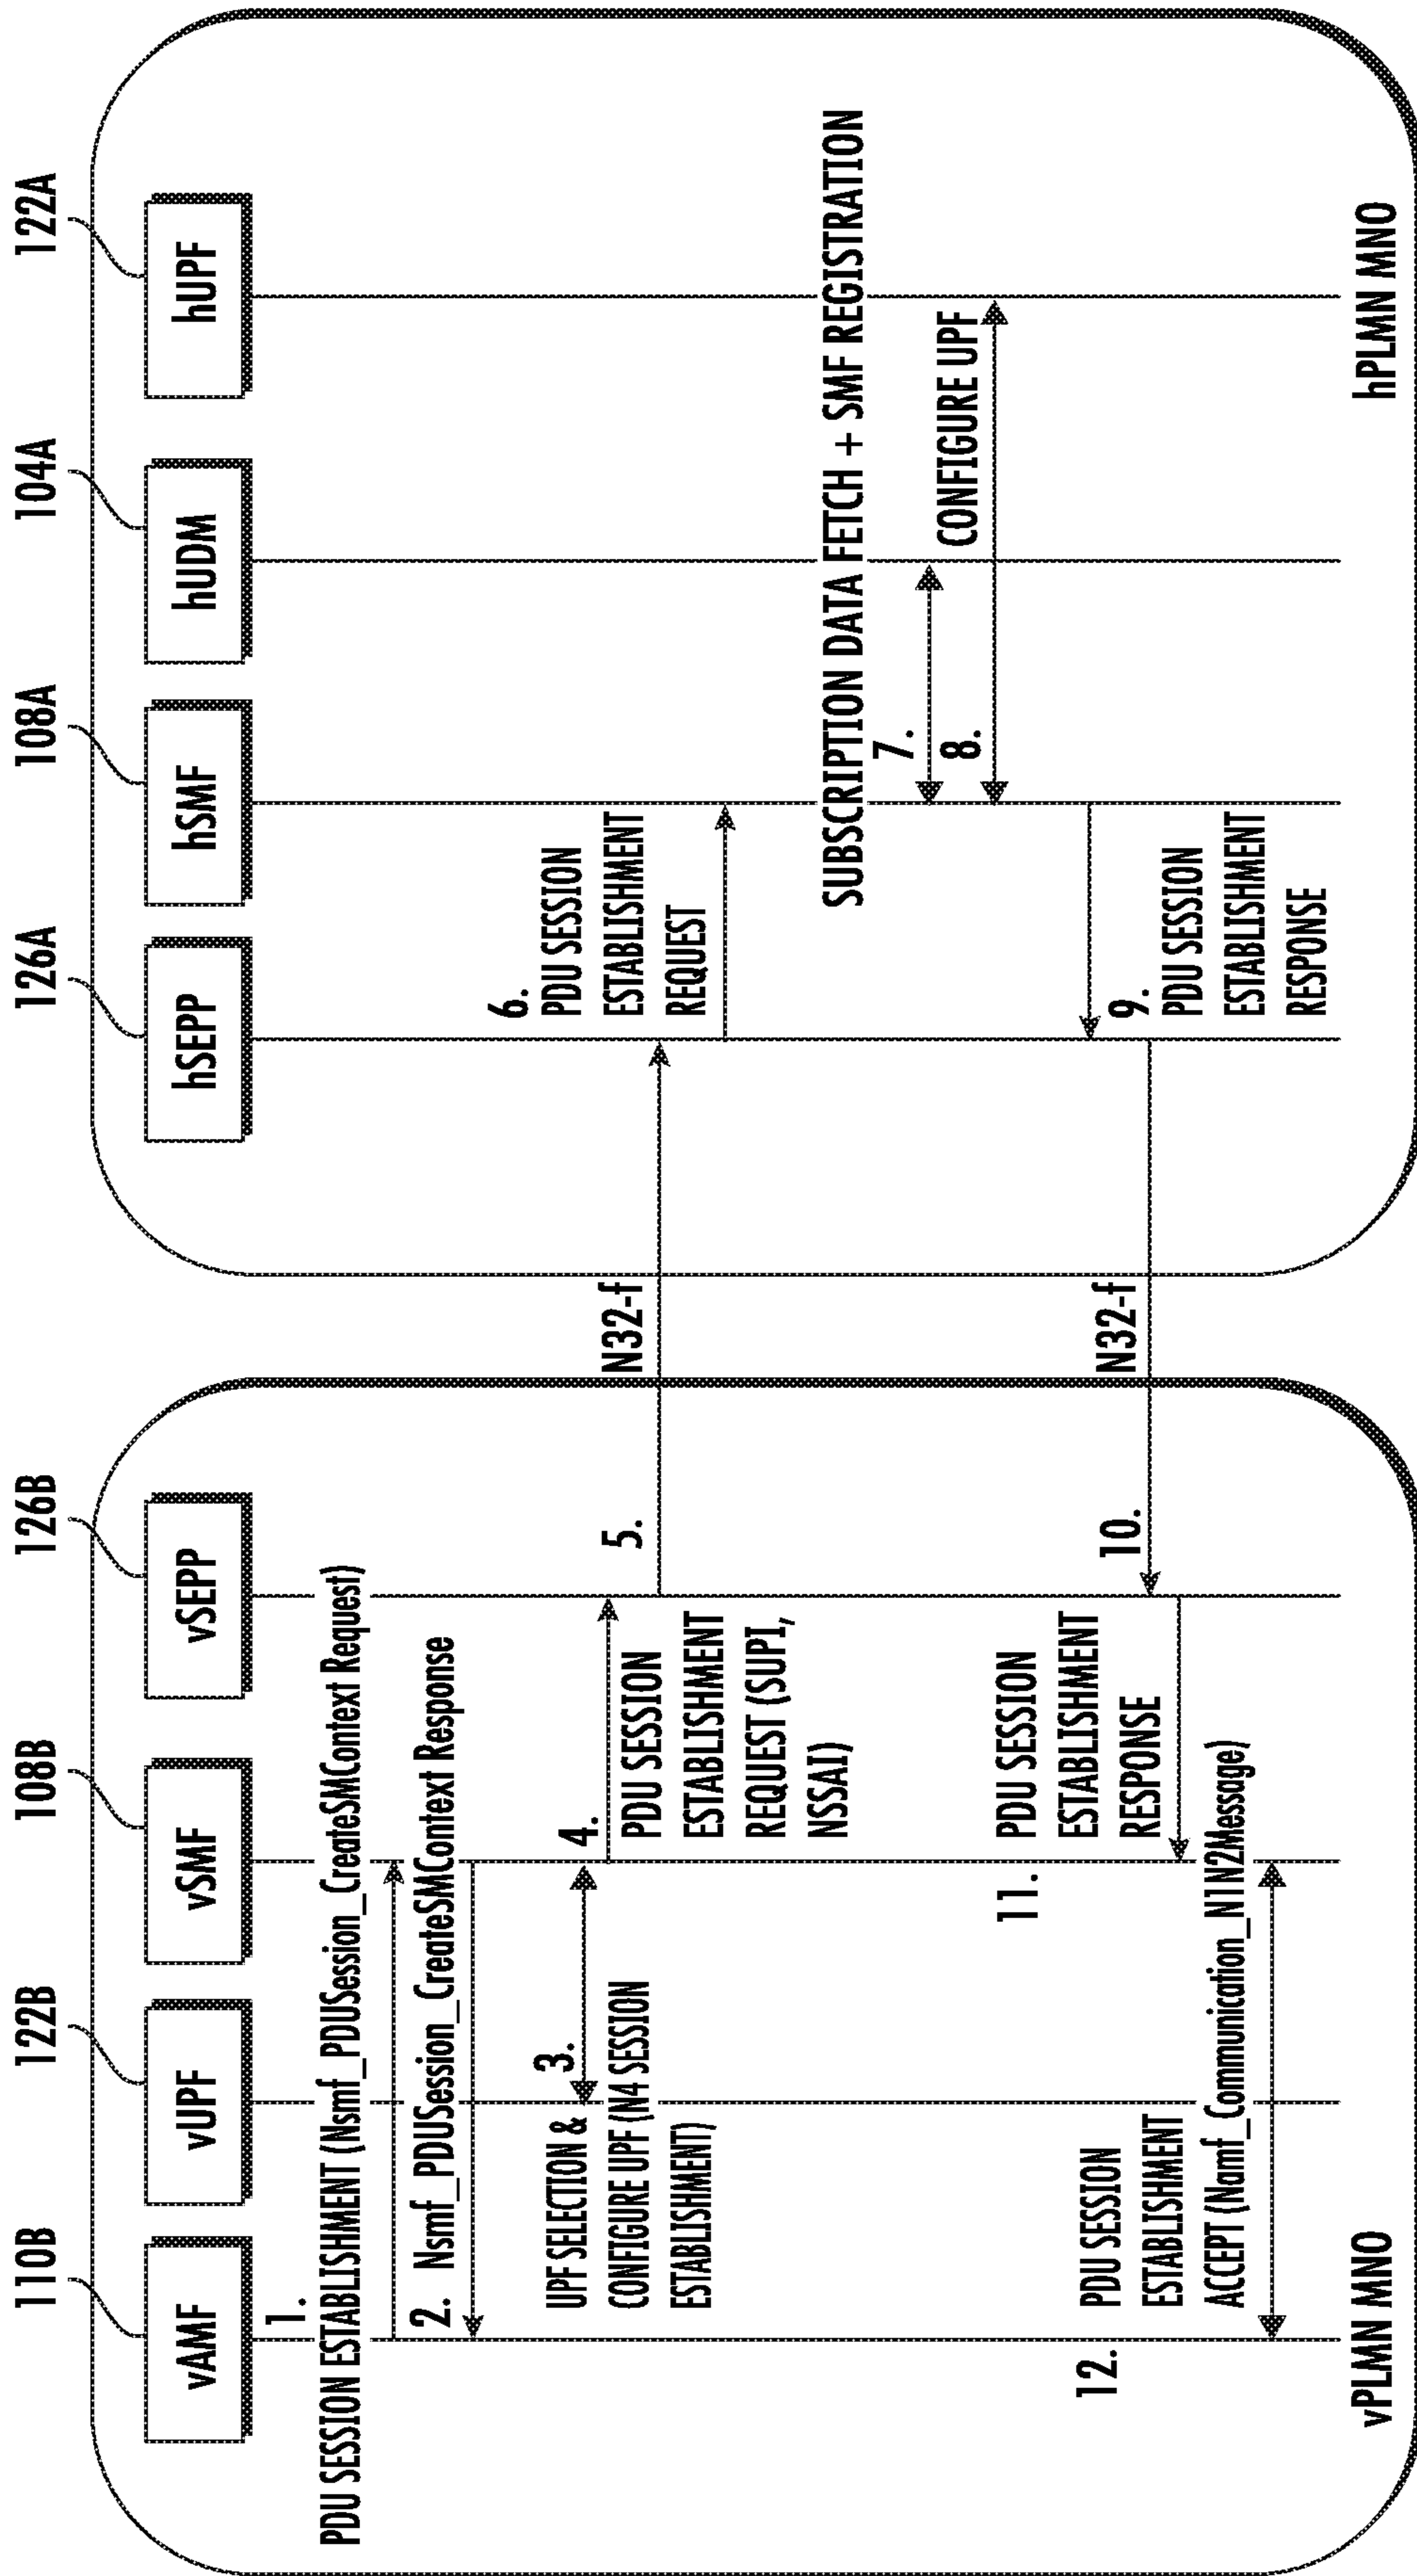 110B
122B
108B
126B
126A
108A
104A
122A
vAMF
vUPF
vSMF
vSEPP
hSEPP
hSMF
hUDM
hUPF
1.
PDU SESSION ESTABLISHMENT (Nsmf_PDUSession_CreateSMContext Request)
2. Nsmf_PDUSession_CreateSMContext Response
3.
UPF SELECTION &
CONFIGURE UPF (N4 SESSION
ESTABLISHMENT)
4.
PDU SESSION
ESTABLISHMENT
REQUEST (SUPI,
NSSAI)
5.
N32-f
6.
PDU SESSION
ESTABLISHMENT
REQUEST
SUBSCRIPTION DATA FETCH + SMF REGISTRATION
7.
8.
CONFIGURE UPF
9.
PDU SESSION
ESTABLISHMENT
RESPONSE
N32-f
10.
11.
PDU SESSION
ESTABLISHMENT
RESPONSE
12.
PDU SESSION
ESTABLISHMENT
ACCEPT (Namf_Communication_N1N2Message)
vPLMN MNO
hPLMN MNO